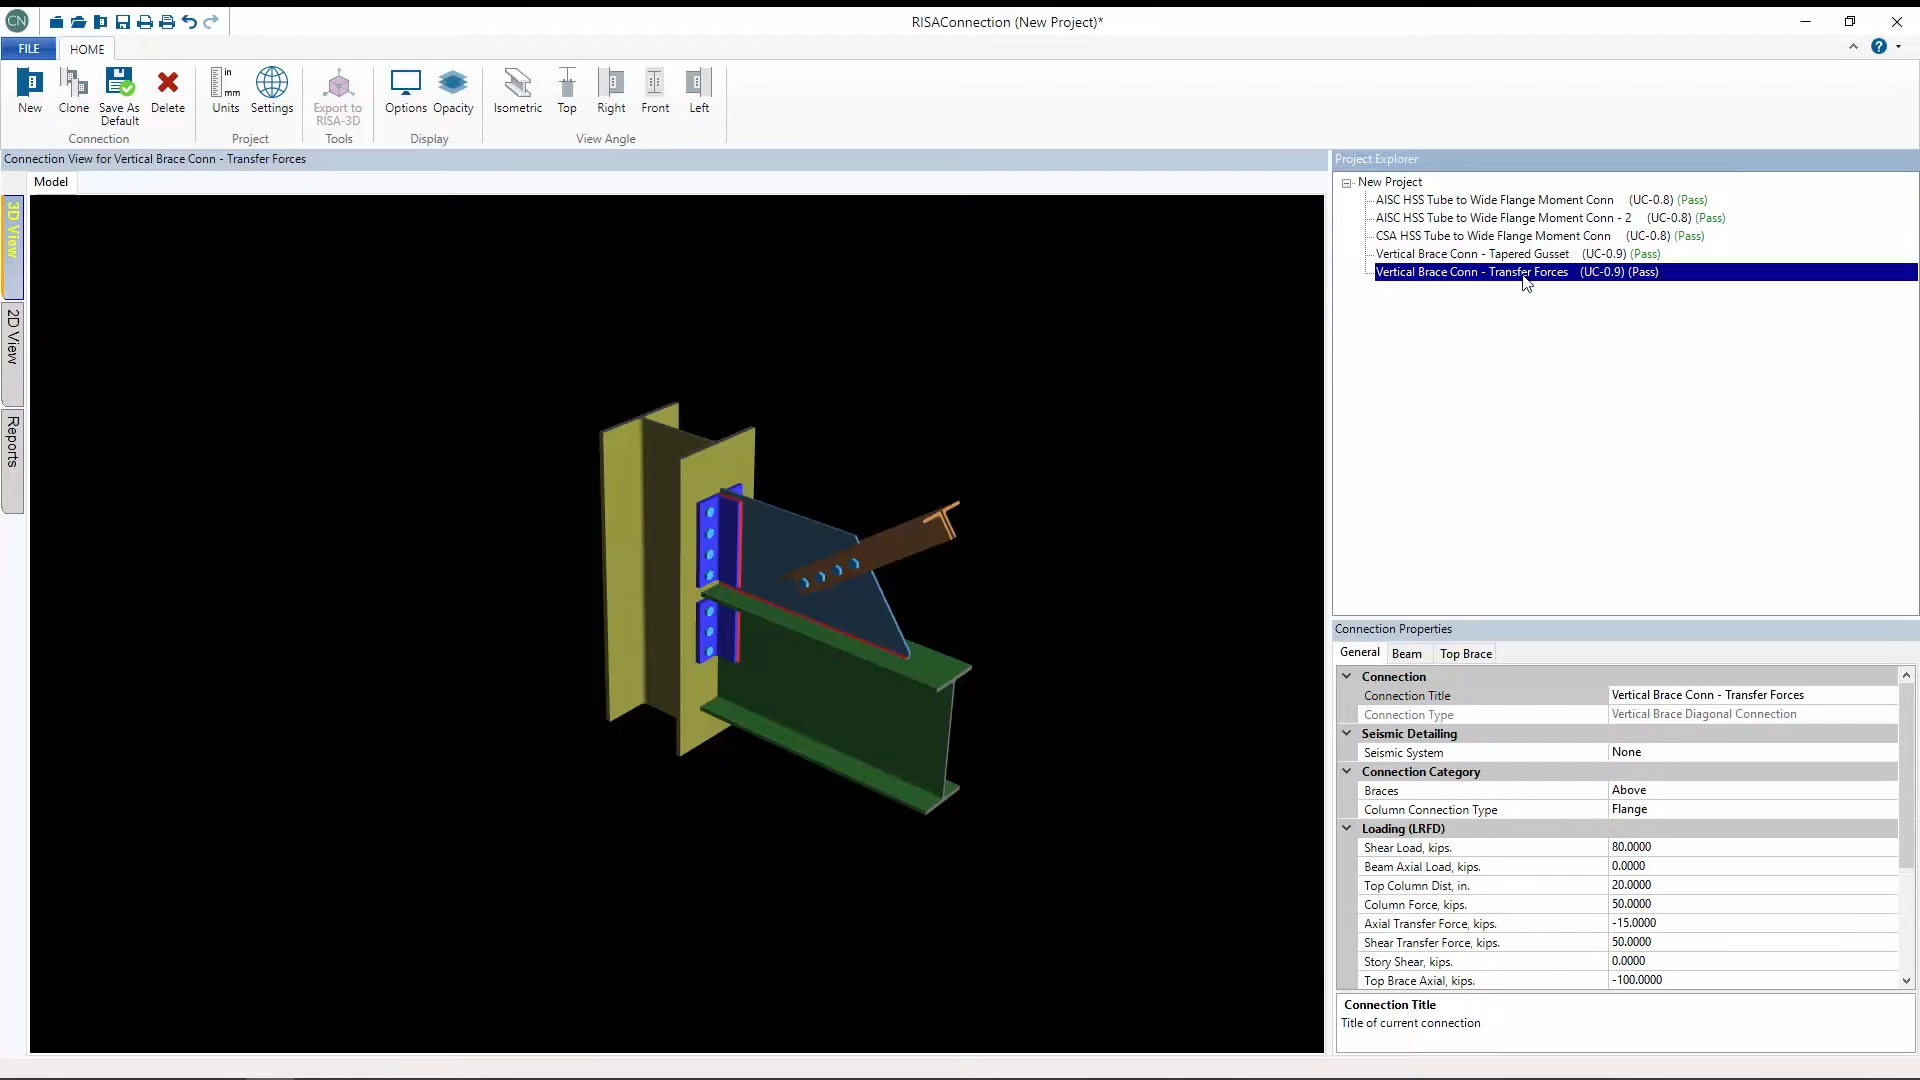 CN
RISAConnection (New Project)*
FILE
HOME
New
Clone
Save As Default
Delete
in
mm
Units
Settings
Export to RISA-3D
Options
Opacity
Isometric
Top
Right
Front
Left
Connection
Project
Tools
Display
View Angle
Connection View for Vertical Brace Conn - Transfer Forces
Model
3D View
2D View
Reports
Project Explorer
New Project
AISC HSS Tube to Wide Flange Moment Conn (UC-0.8) (Pass)
AISC HSS Tube to Wide Flange Moment Conn - 2 (UC-0.8) (Pass)
CSA HSS Tube to Wide Flange Moment Conn (UC-0.8) (Pass)
Vertical Brace Conn - Tapered Gusset (UC-0.9) (Pass)
Vertical Brace Conn - Transfer Forces (UC-0.9) (Pass)
Connection Properties
General Beam Top Brace
Connection
Connection Title Vertical Brace Conn - Transfer Forces
Connection Type Vertical Brace Diagonal Connection
Seismic Detailing
Seismic System None
Connection Category
Braces Above
Column Connection Type Flange
Loading (LRFD)
Shear Load, kips. 80.0000
Beam Axial Load, kips. 0.0000
Top Column Dist, in. 20.0000
Column Force, kips. 50.0000
Axial Transfer Force, kips. -15.0000
Shear Transfer Force, kips. 50.0000
Story Shear, kips. 0.0000
Top Brace Axial, kips. -100.0000
Connection Title
Title of current connection